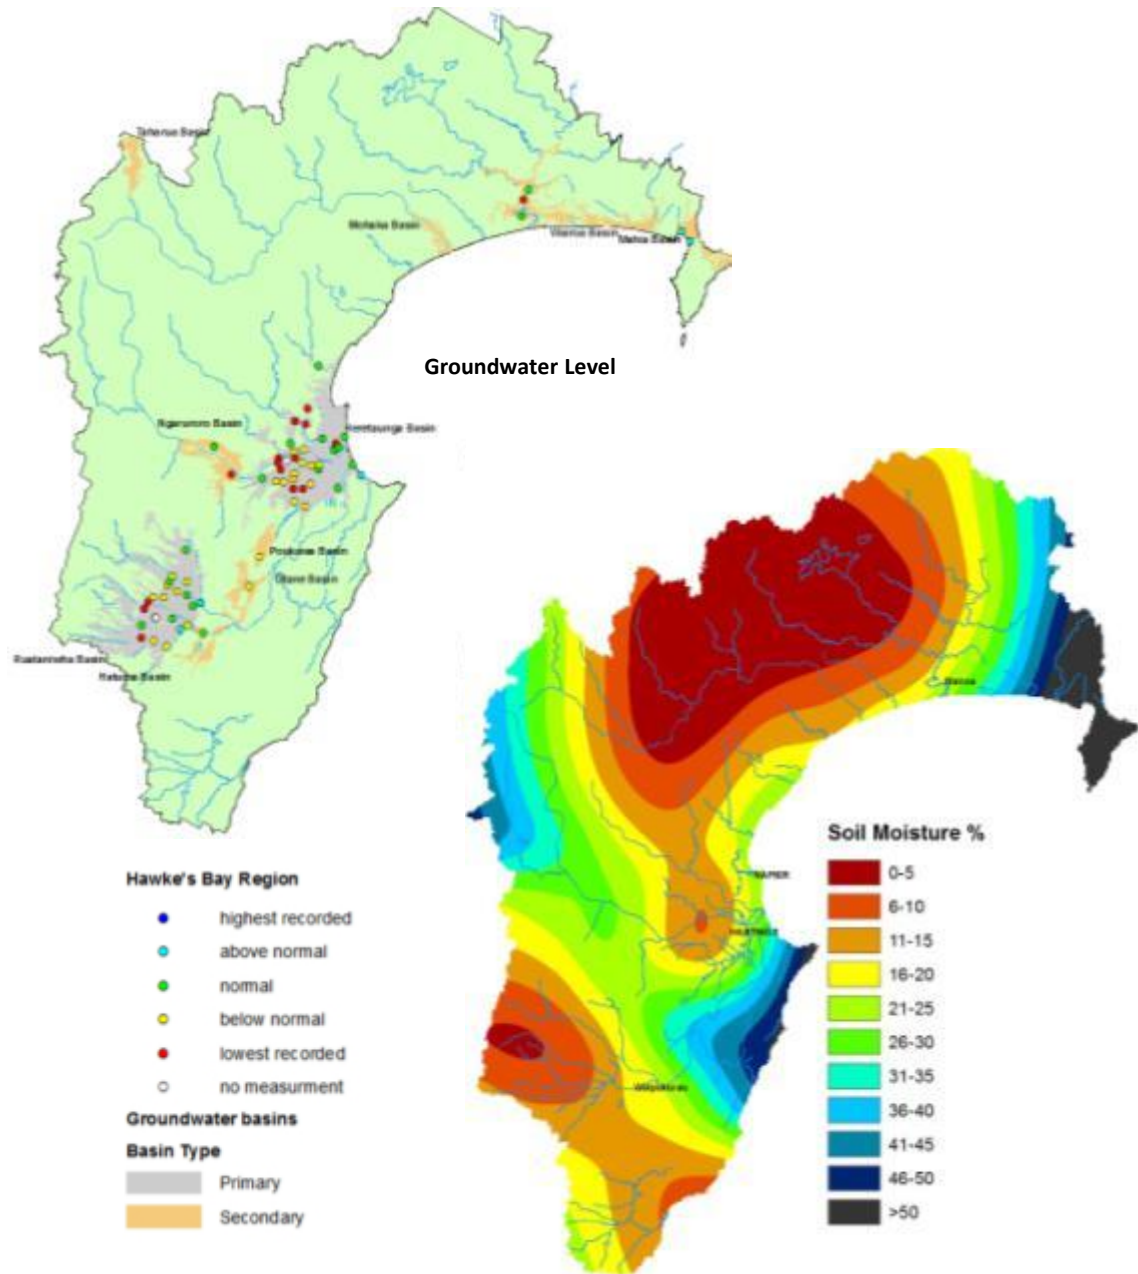 Mohaka Basin
Wairoa Basin
Mahia Basin
Groundwater Level
Ngaruroro Basin
Heretaunga Basin
Poukawa Basin
Otane Basin
Hawke's Bay Region
highest recorded
above normal
normal
below normal
lowest recorded
no measurment
Groundwater basins
Basin Type
Primary
Secondary
Wairoa
NAPIER
HASTINGS
Soil Moisture %
0-5
6-10
11-15
16-20
21-25
26-30
31-35
36-40
41-45
46-50
>50